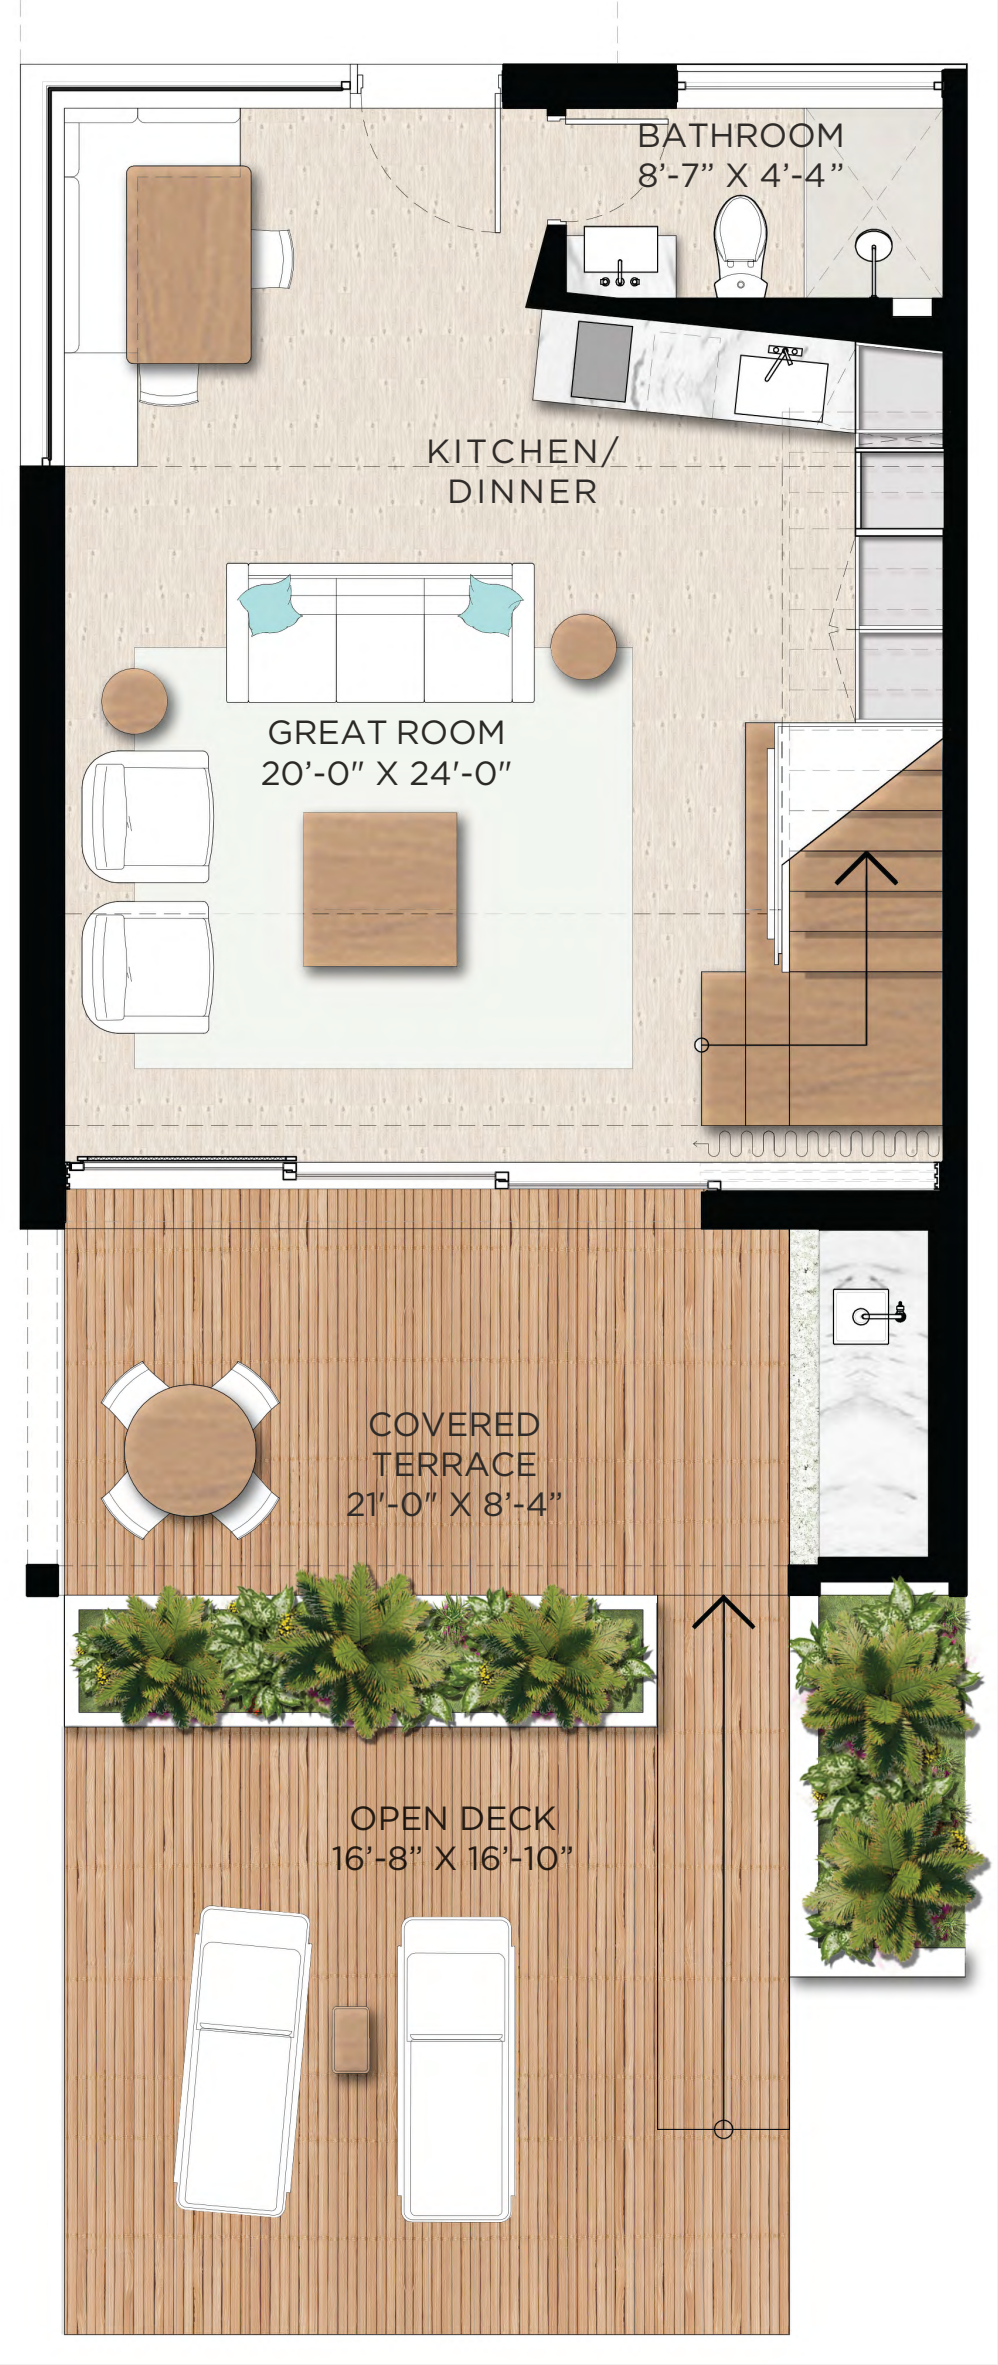 BATHROOM
8’-7” X 4’-4”
KITCHEN/
DINNER
GREAT ROOM
20’-0" X 24'-0"
COVERED
TERRACE
21'-0" X 8’-4”
OPEN DECK
16’-8” X 16’-10”